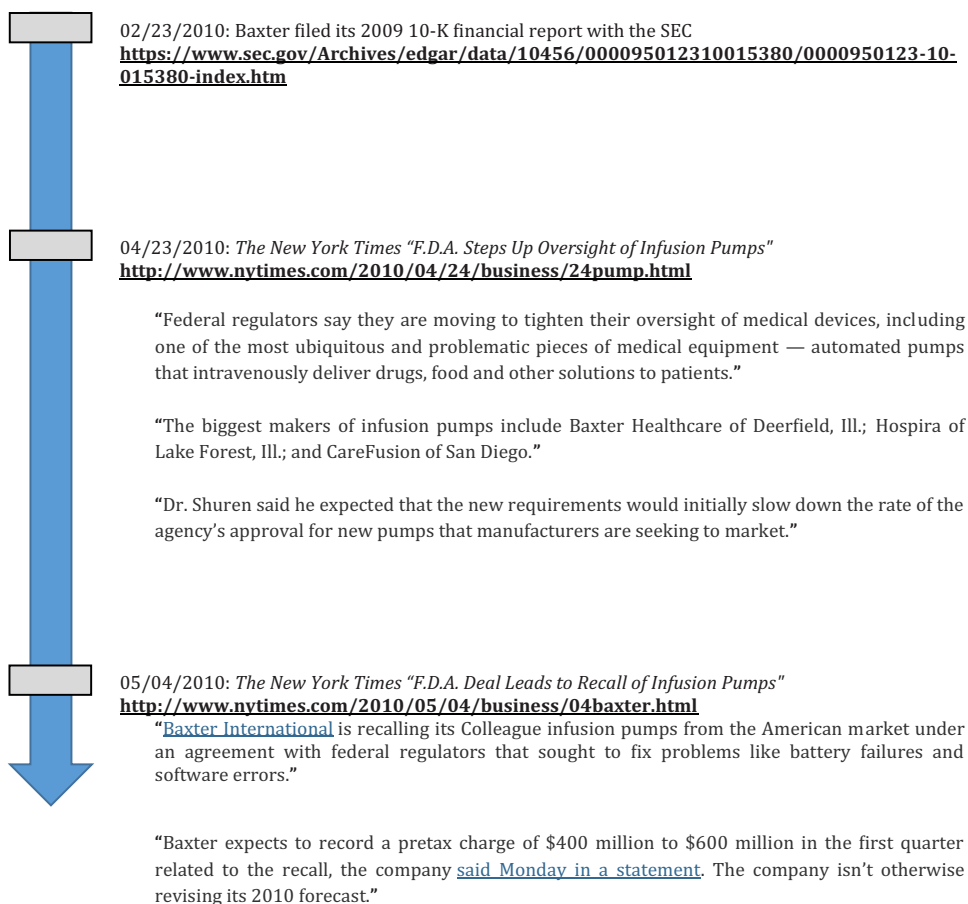 02/23/2010: Baxter filed its 2009 10-K financial report with the SEC
https://www.sec.gov/Archives/edgar/data/10456/000095012310015380/0000950123-10-
015380-index.htm
04/23/2010: The New York Times “F.D.A. Steps Up Oversight of Infusion Pumps"
http://www.nytimes.com/2010/04/24/business/24pump.html
“Federal regulators say they are moving to tighten their oversight of medical devices, including
one of the most ubiquitous and problematic pieces of medical equipment — automated pumps
that intravenously deliver drugs, food and other solutions to patients.”
“The biggest makers of infusion pumps include Baxter Healthcare of Deerfield, Ill.; Hospira of
Lake Forest, Ill.; and CareFusion of San Diego.”
“Dr. Shuren said he expected that the new requirements would initially slow down the rate of the
agency’s approval for new pumps that manufacturers are seeking to market.”
05/04/2010: The New York Times “F.D.A. Deal Leads to Recall of Infusion Pumps"
http://www.nytimes.com/2010/05/04/business/04baxter.html
“Baxter International is recalling its Colleague infusion pumps from the American market under
an agreement with federal regulators that sought to fix problems like battery failures and
software errors.”
“Baxter expects to record a pretax charge of $400 million to $600 million in the first quarter
related to the recall, the company said Monday in a statement. The company isn’t otherwise
revising its 2010 forecast.”